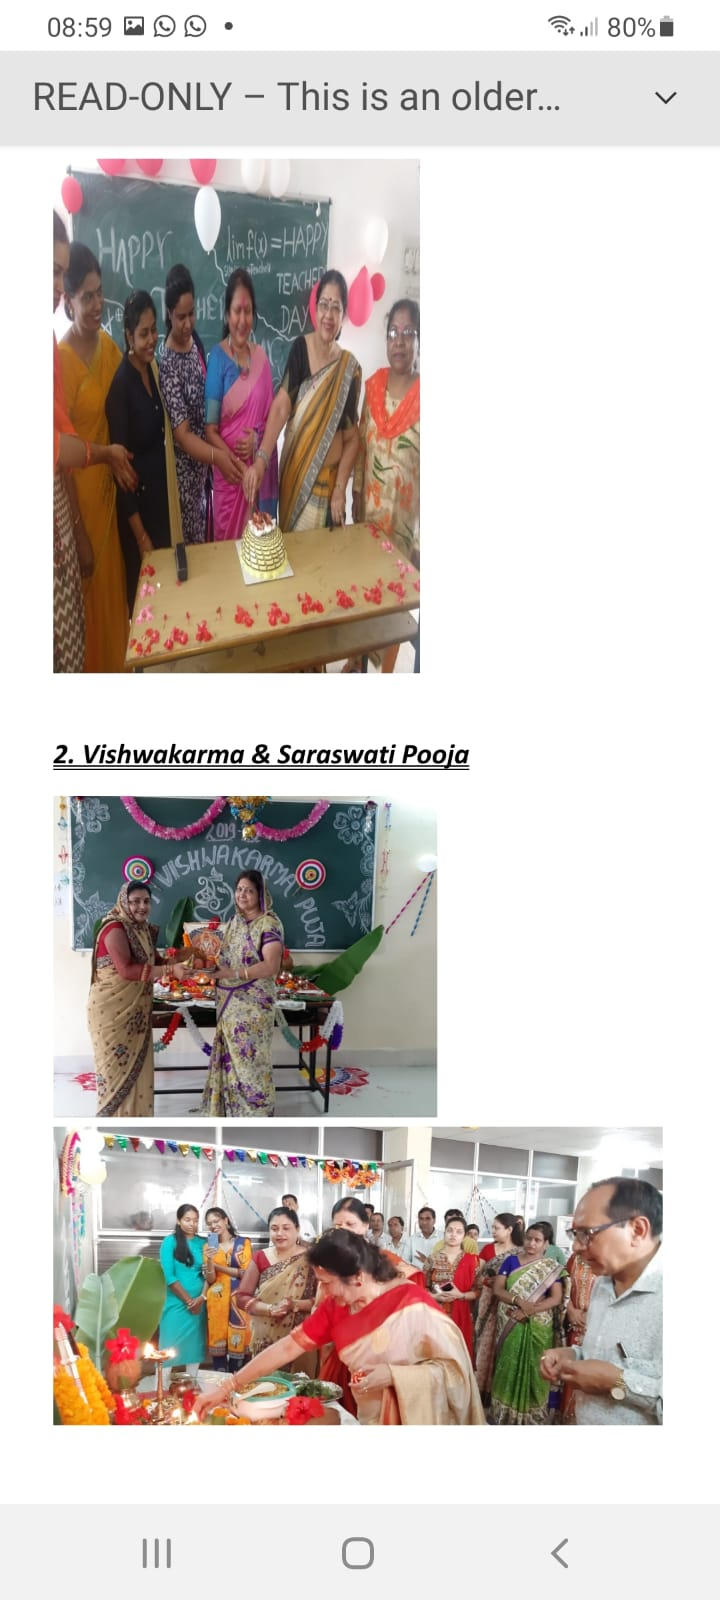 08:59
80%
READ-ONLY – This is an older...
HAPPY
lim f(x) = HAPPY
TEACHER
DAY
2. Vishwakarma & Saraswati Pooja
2019
VISHWAKARMA PUJA